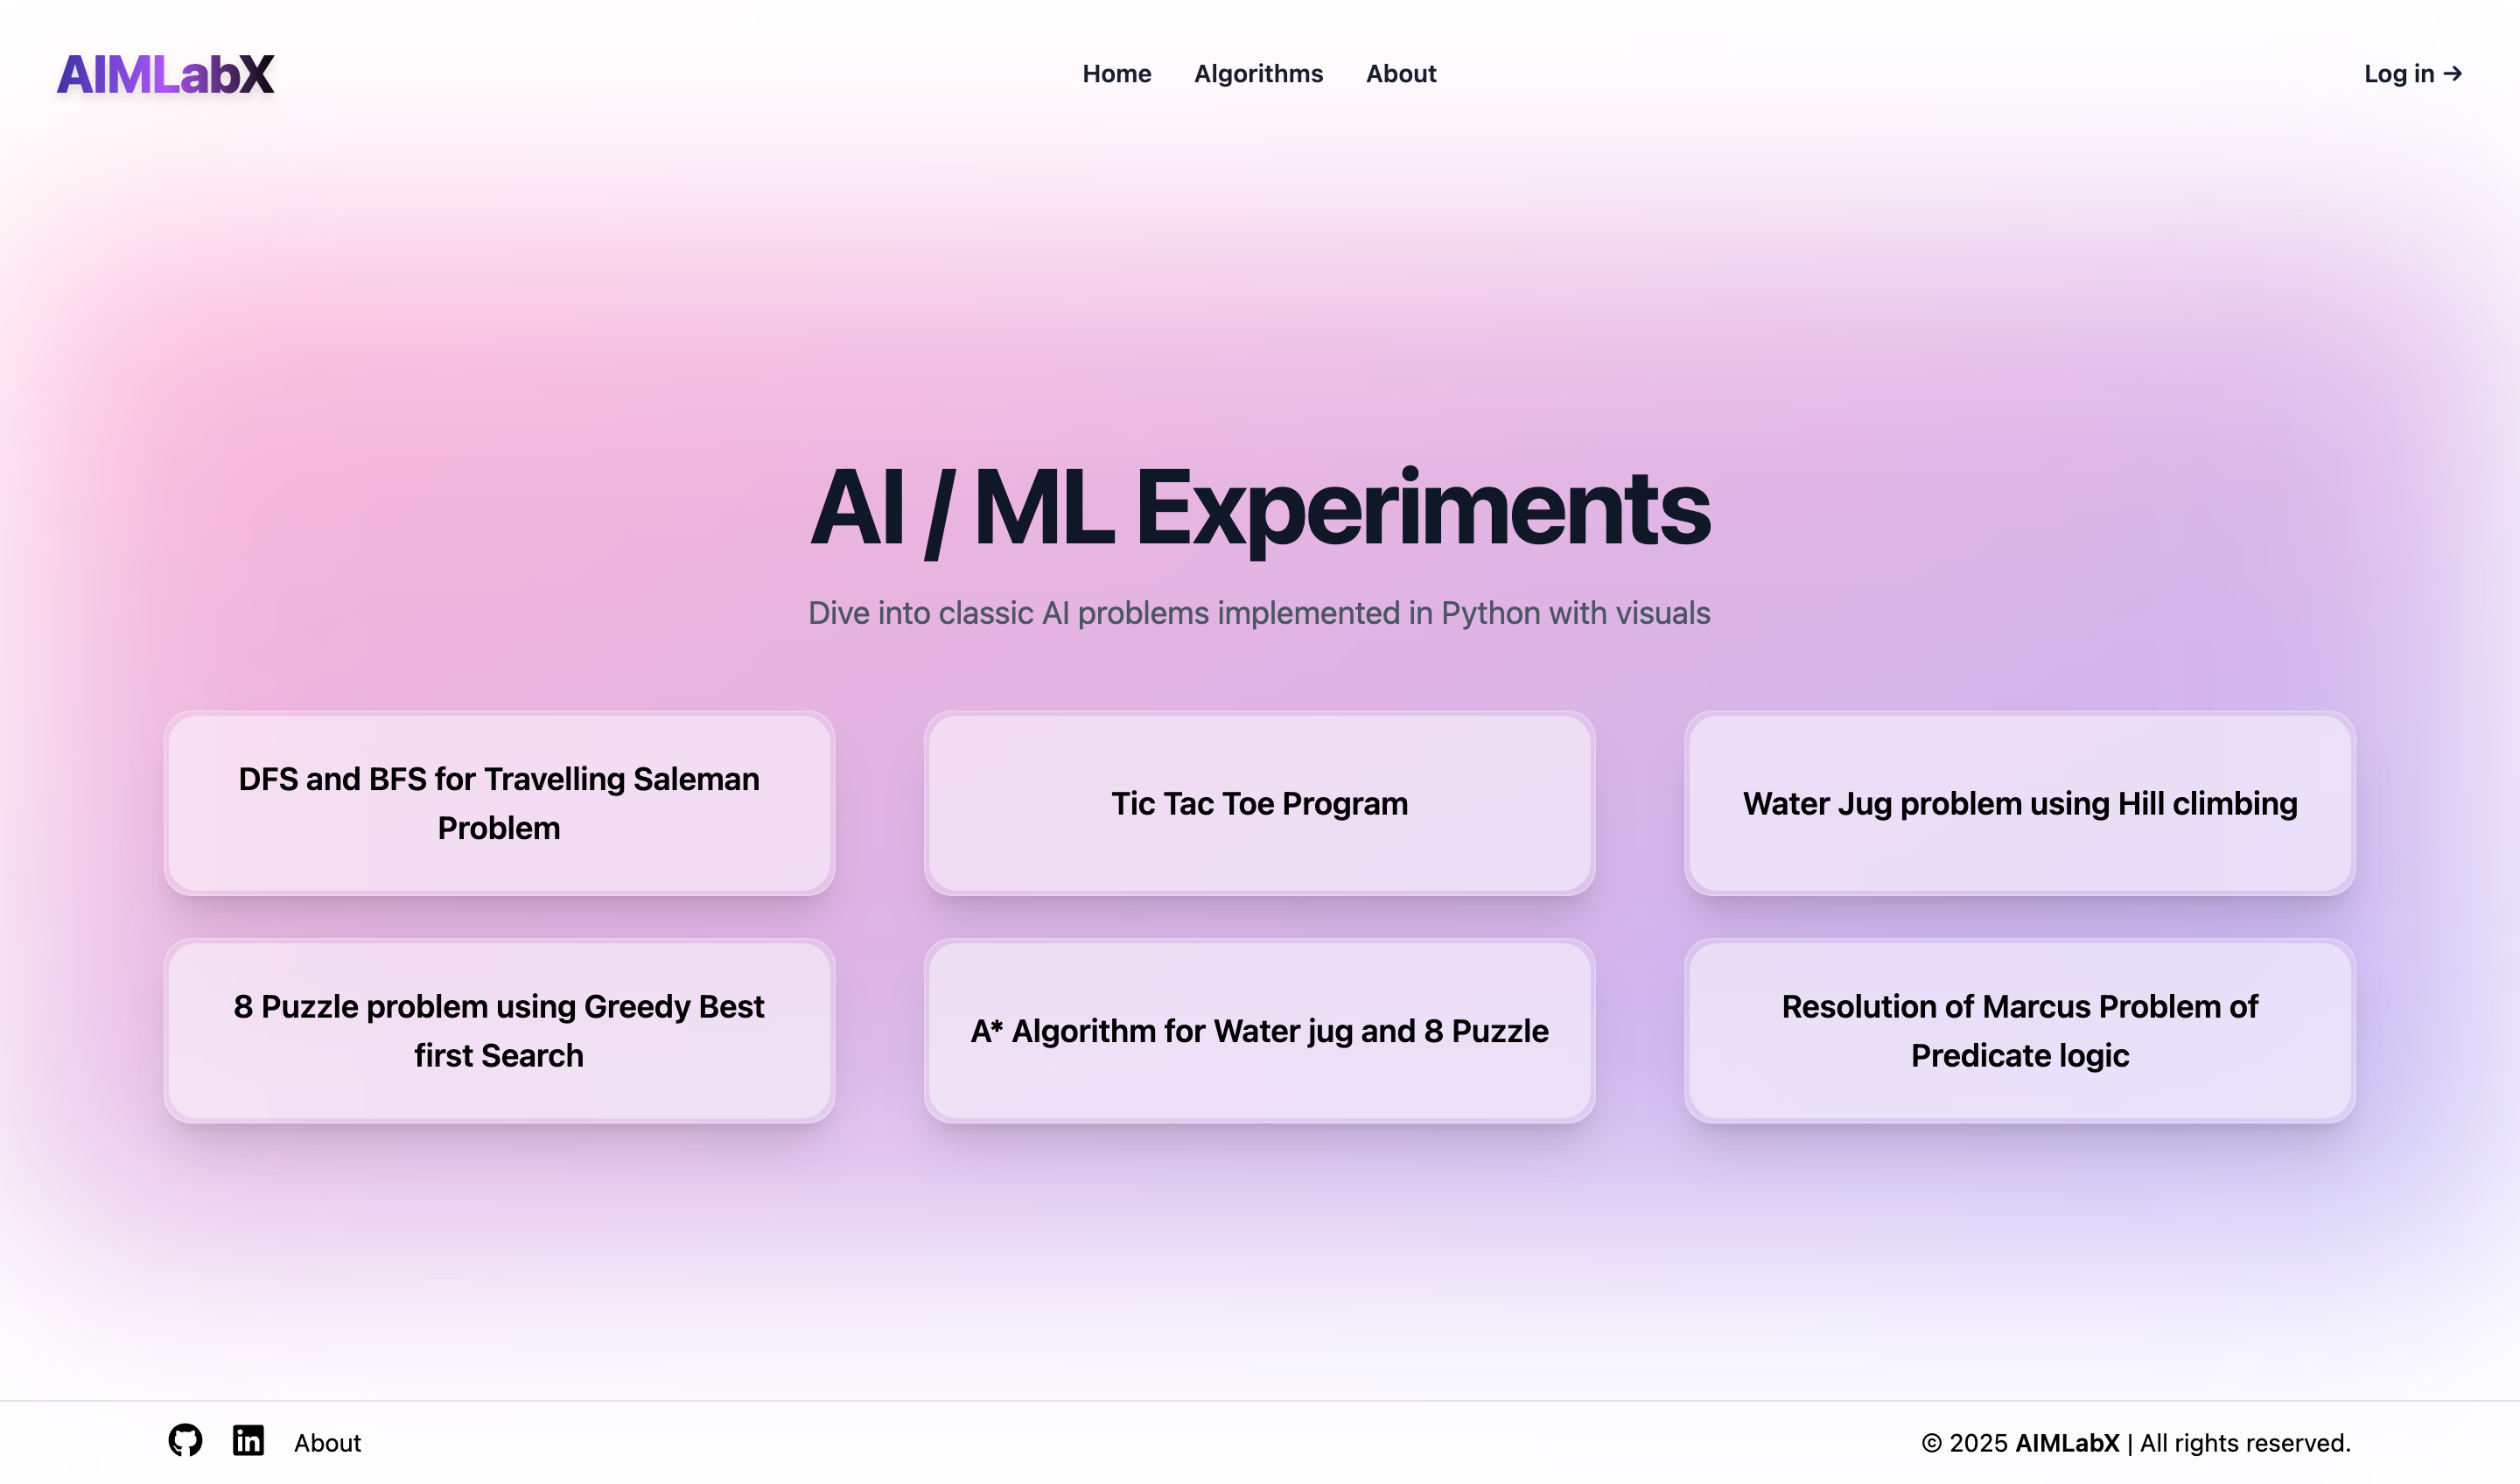 AIMLabX
Home Algorithms About
Log in →
AI / ML Experiments
Dive into classic AI problems implemented in Python with visuals
DFS and BFS for Travelling Saleman
Problem
Tic Tac Toe Program
Water Jug problem using Hill climbing
8 Puzzle problem using Greedy Best
first Search
A* Algorithm for Water jug and 8 Puzzle
Resolution of Marcus Problem of
Predicate logic
in
About
© 2025 AIMLabX | All rights reserved.